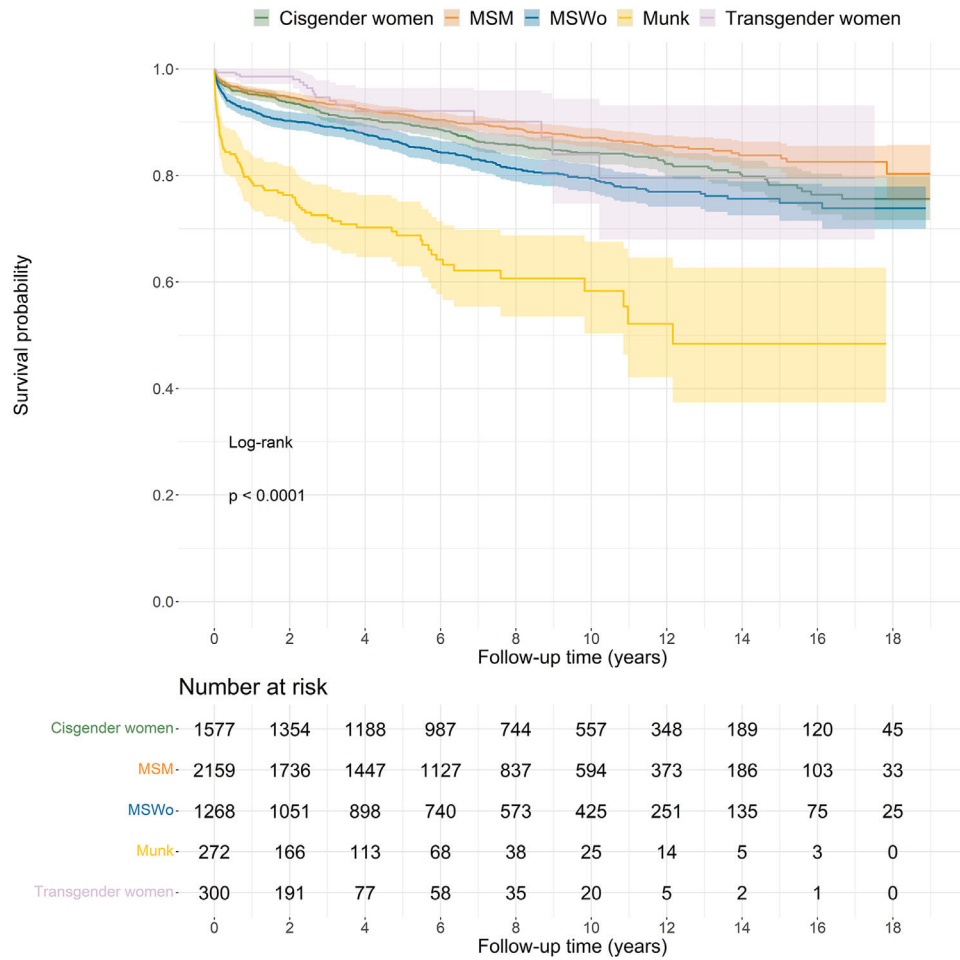 Cisgender women MSM MSWo Munk Transgender women
1.0
0.8
0.6
0.4
0.2
0.0
Survival probability
Log-rank
p < 0.0001
0 2 4 6 8 10 12 14 16 18
Follow-up time (years)
Number at risk
Cisgender women 1577 1354 1188 987 744 557 348 189 120 45
MSM 2159 1736 1447 1127 837 594 373 186 103 33
MSWo 1268 1051 898 740 573 425 251 135 75 25
Munk 272 166 113 68 38 25 14 5 3 0
Transgender women 300 191 77 58 35 20 5 2 1 0
0 2 4 6 8 10 12 14 16 18
Follow-up time (years)